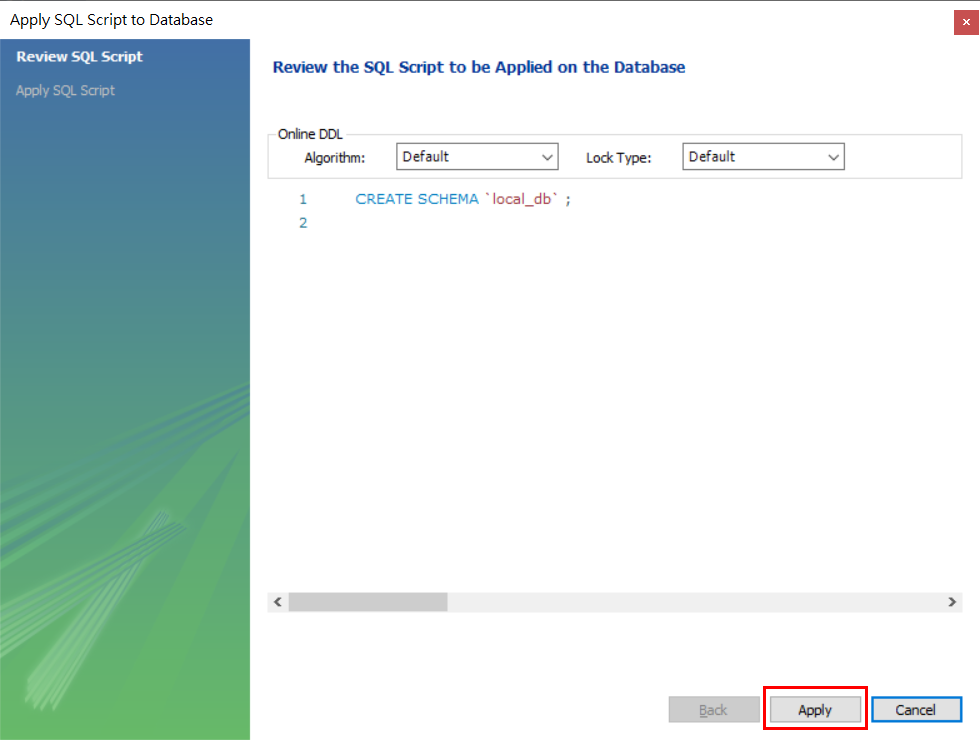 Apply SQL Script to Database
Review SQL Script
Apply SQL Script
Review the SQL Script to be Applied on the Database
Online DDL
Algorithm: Default Lock Type: Default
1 CREATE SCHEMA `local_db` ;
2
Back Apply Cancel